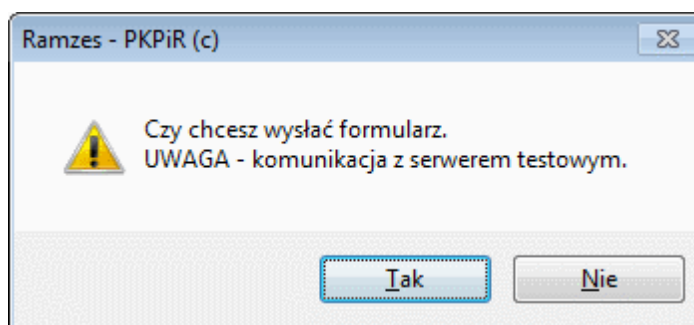 Ramzes - PKPiR (c)
Czy chcesz wysłać formularz.
UWAGA - komunikacja z serwerem testowym.
Tak
Nie